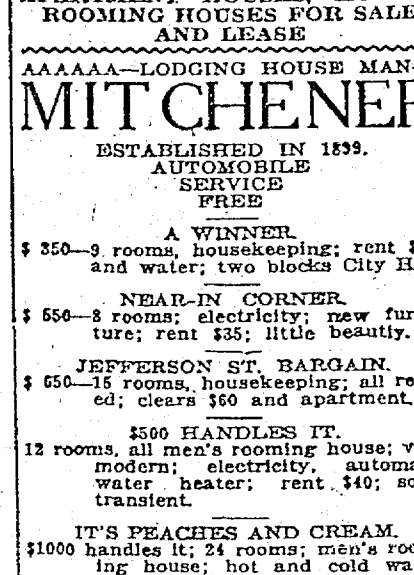 ROOMING HOUSES FOR SALE
AND LEASE
AAAAAA—LODGING HOUSE MAN-
MITCHENER
ESTABLISHED IN 1899.
AUTOMOBILE
SERVICE
FREE
A WINNER.
$ 350—9 rooms, housekeeping; rent $
and water; two blocks City H
NEAR-IN CORNER.
$ 650—8 rooms; electricity; new fur
ture; rent $35; little beautiy.
JEFFERSON ST. BARGAIN.
$ 650—15 rooms, housekeeping; all re
ed; clears $60 and apartment.
$500 HANDLES IT.
12 rooms, all men's rooming house; v
modern; electricity, automa
water heater; rent $40; so
transient.
IT'S PEACHES AND CREAM.
$1000 handles it; 24 rooms; men's roo
ing house; hot and cold wa